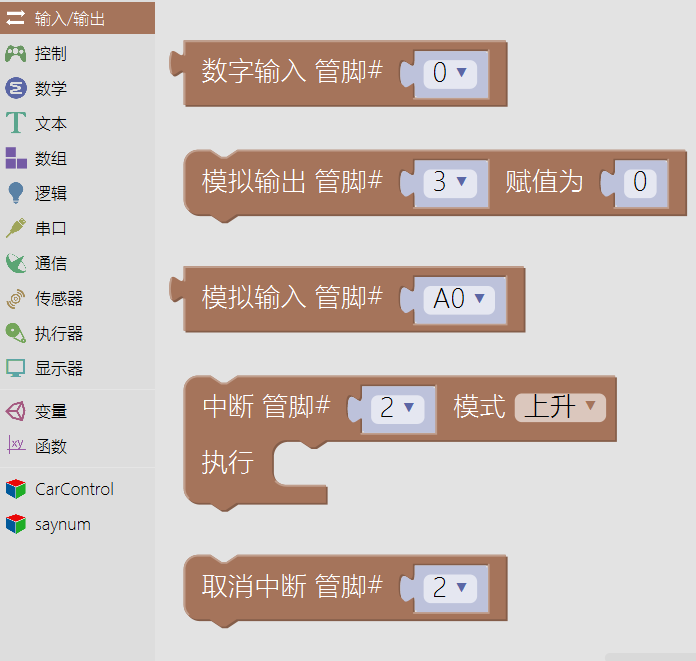 输入/输出
控制
数学
文本
数组
逻辑
串口
通信
传感器
执行器
显示器
变量
函数
CarControl
saynum
数字输入 管脚# 0
模拟输出 管脚# 3 赋值为 0
模拟输入 管脚# A0
中断 管脚# 2 模式 上升
执行
取消中断 管脚# 2